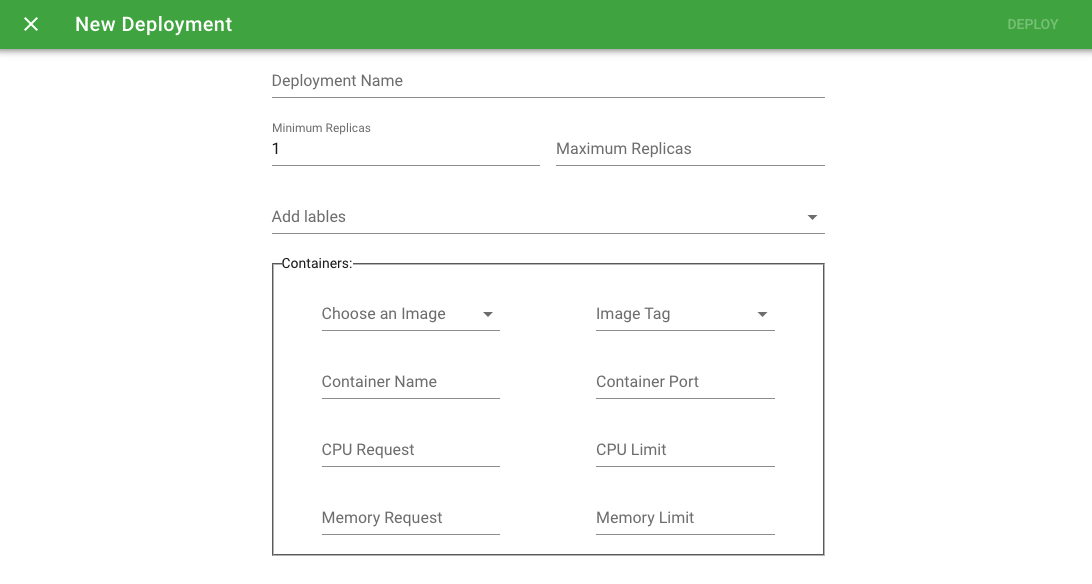 New Deployment DEPLOY
Deployment Name
Minimum Replicas
1 Maximum Replicas
Add lables
Containers:
Choose an Image Image Tag
Container Name Container Port
CPU Request CPU Limit
Memory Request Memory Limit